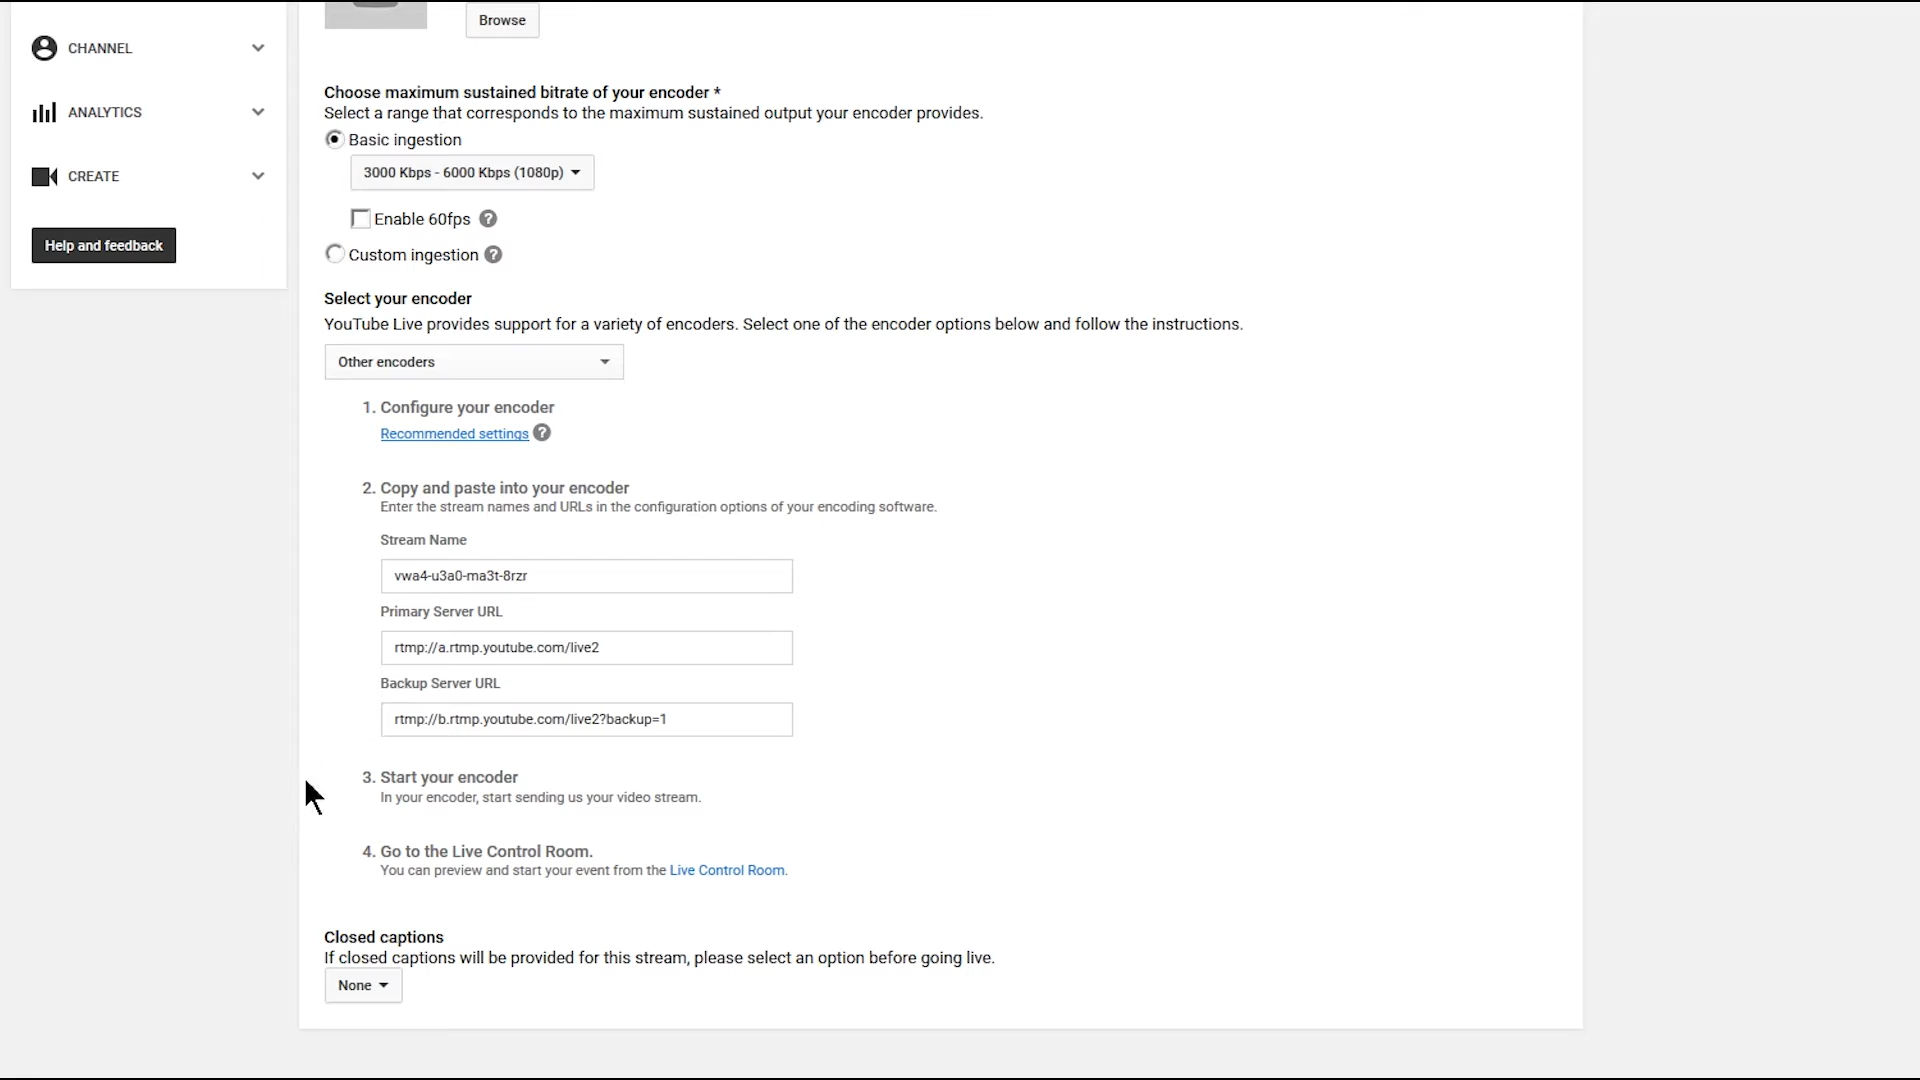 Browse
CHANNEL
ANALYTICS
CREATE
Help and feedback
Choose maximum sustained bitrate of your encoder *
Select a range that corresponds to the maximum sustained output your encoder provides.
Basic ingestion
3000 Kbps - 6000 Kbps (1080p)
Enable 60fps ?
Custom ingestion ?
Select your encoder
YouTube Live provides support for a variety of encoders. Select one of the encoder options below and follow the instructions.
Other encoders
1. Configure your encoder
Recommended settings ?
2. Copy and paste into your encoder
Enter the stream names and URLs in the configuration options of your encoding software.
Stream Name
vwa4-u3a0-ma3t-8rzr
Primary Server URL
rtmp://a.rtmp.youtube.com/live2
Backup Server URL
rtmp://b.rtmp.youtube.com/live2?backup=1
3. Start your encoder
In your encoder, start sending us your video stream.
4. Go to the Live Control Room.
You can preview and start your event from the Live Control Room.
Closed captions
If closed captions will be provided for this stream, please select an option before going live.
None